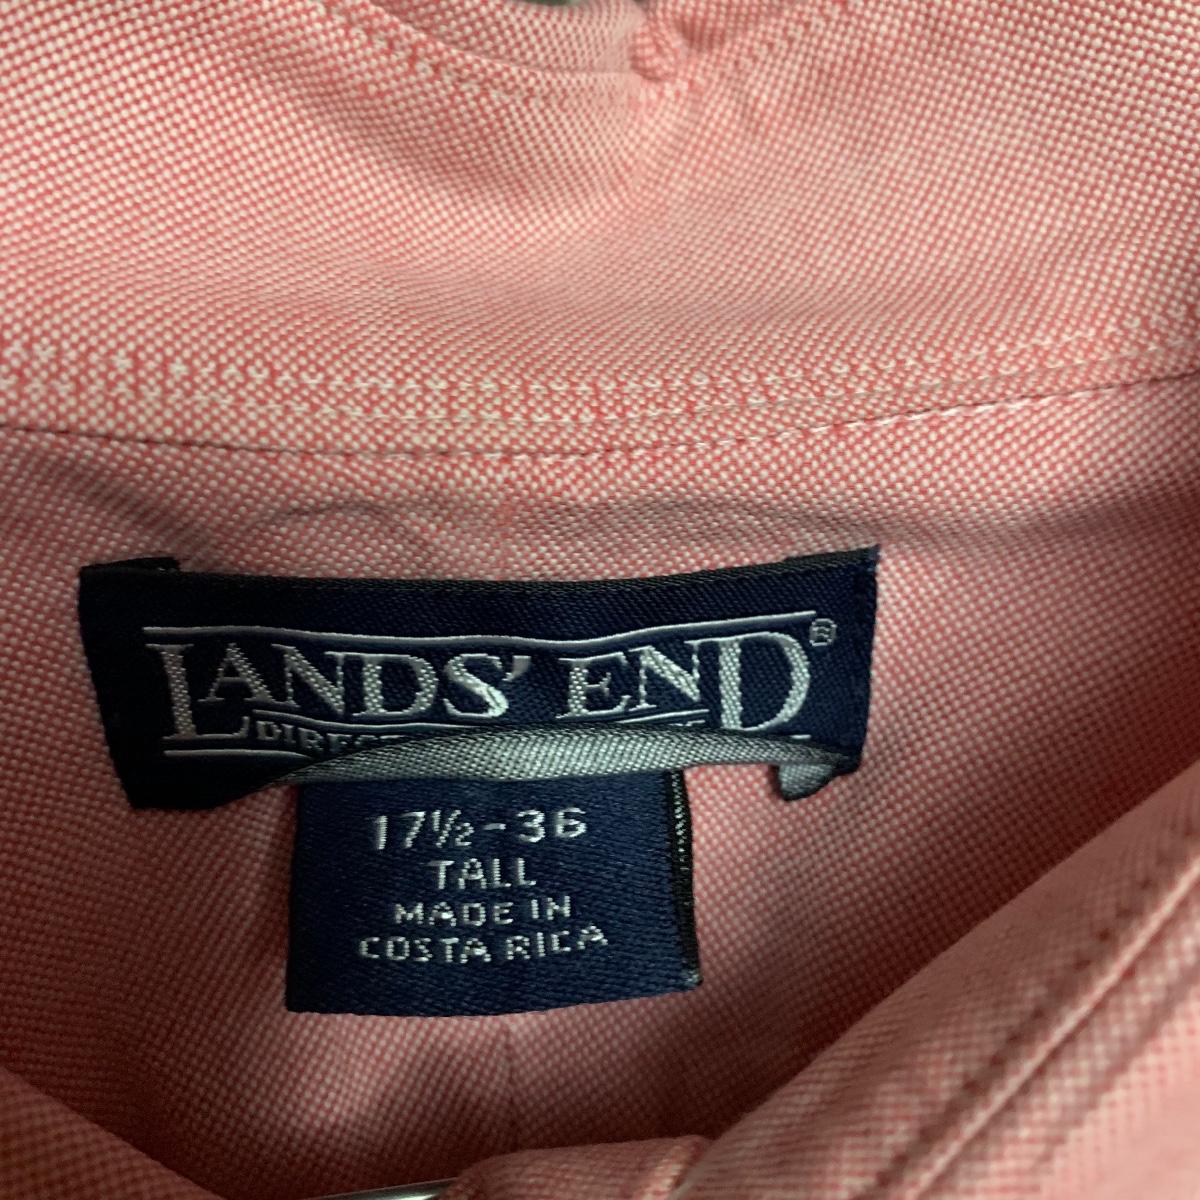 LANDS' END®
17½-36
TALL
MADE IN
COSTA RICA